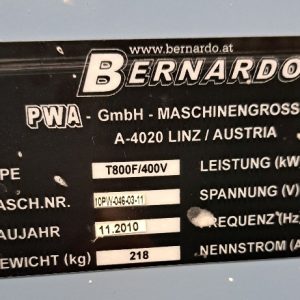 www.bernardo.at
BERNARDO
PWA - GmbH - MASCHINENGROSS
A-4020 LINZ / AUSTRIA
PE T800F/400V LEISTUNG (kW
ASCH.NR. 10PW-046-03-11 SPANNUNG (V)
AUJAHR 11.2010 FREQUENZ (Hz)
EWICHT (kg) 218 NENNSTROM (A